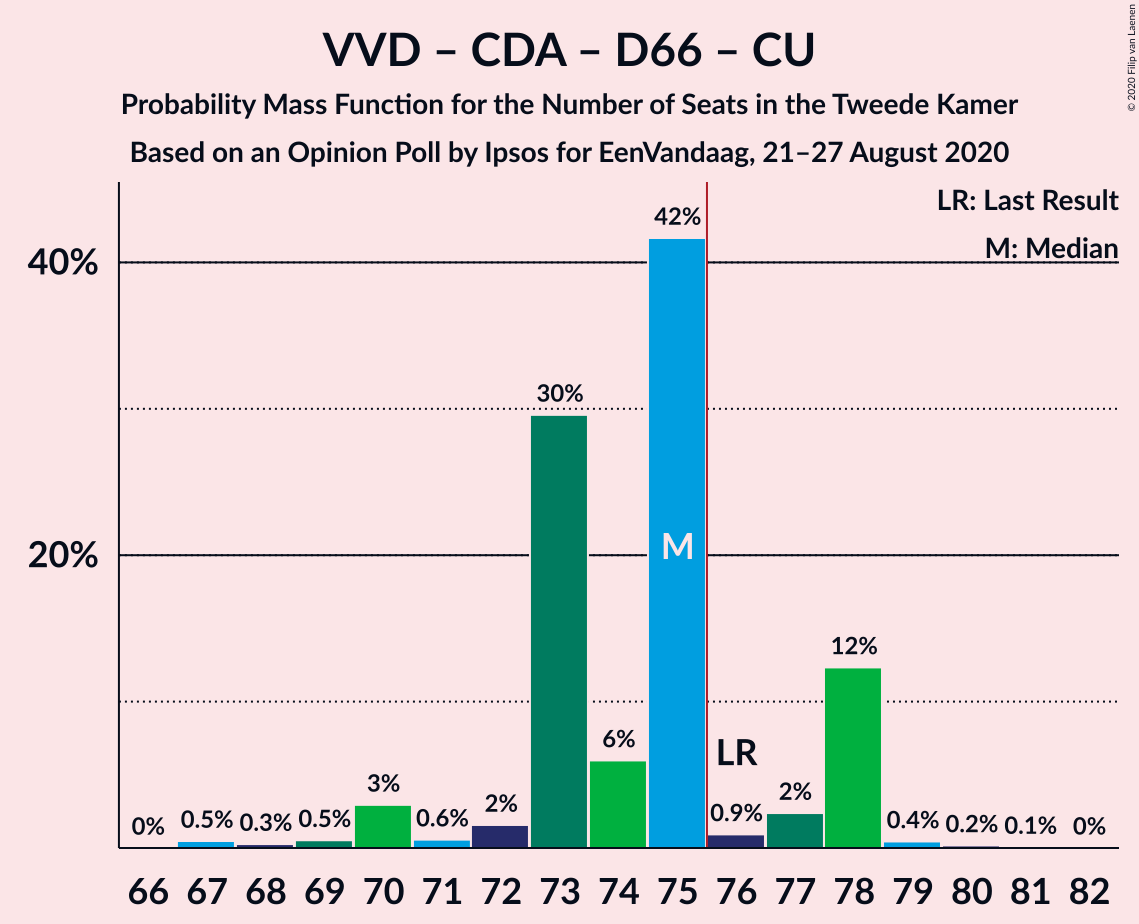 VVD – CDA – D66 – CU
Probability Mass Function for the Number of Seats in the Tweede Kamer
Based on an Opinion Poll by Ipsos for EenVandaag, 21–27 August 2020
© 2020 Filip van Laenen
LR: Last Result
M: Median
40%
20%
0%
0.5%
0.3%
0.5%
3%
0.6%
2%
30%
6%
42%
M
LR
0.9%
2%
12%
0.4%
0.2%
0.1%
0%
66 67 68 69 70 71 72 73 74 75 76 77 78 79 80 81 82